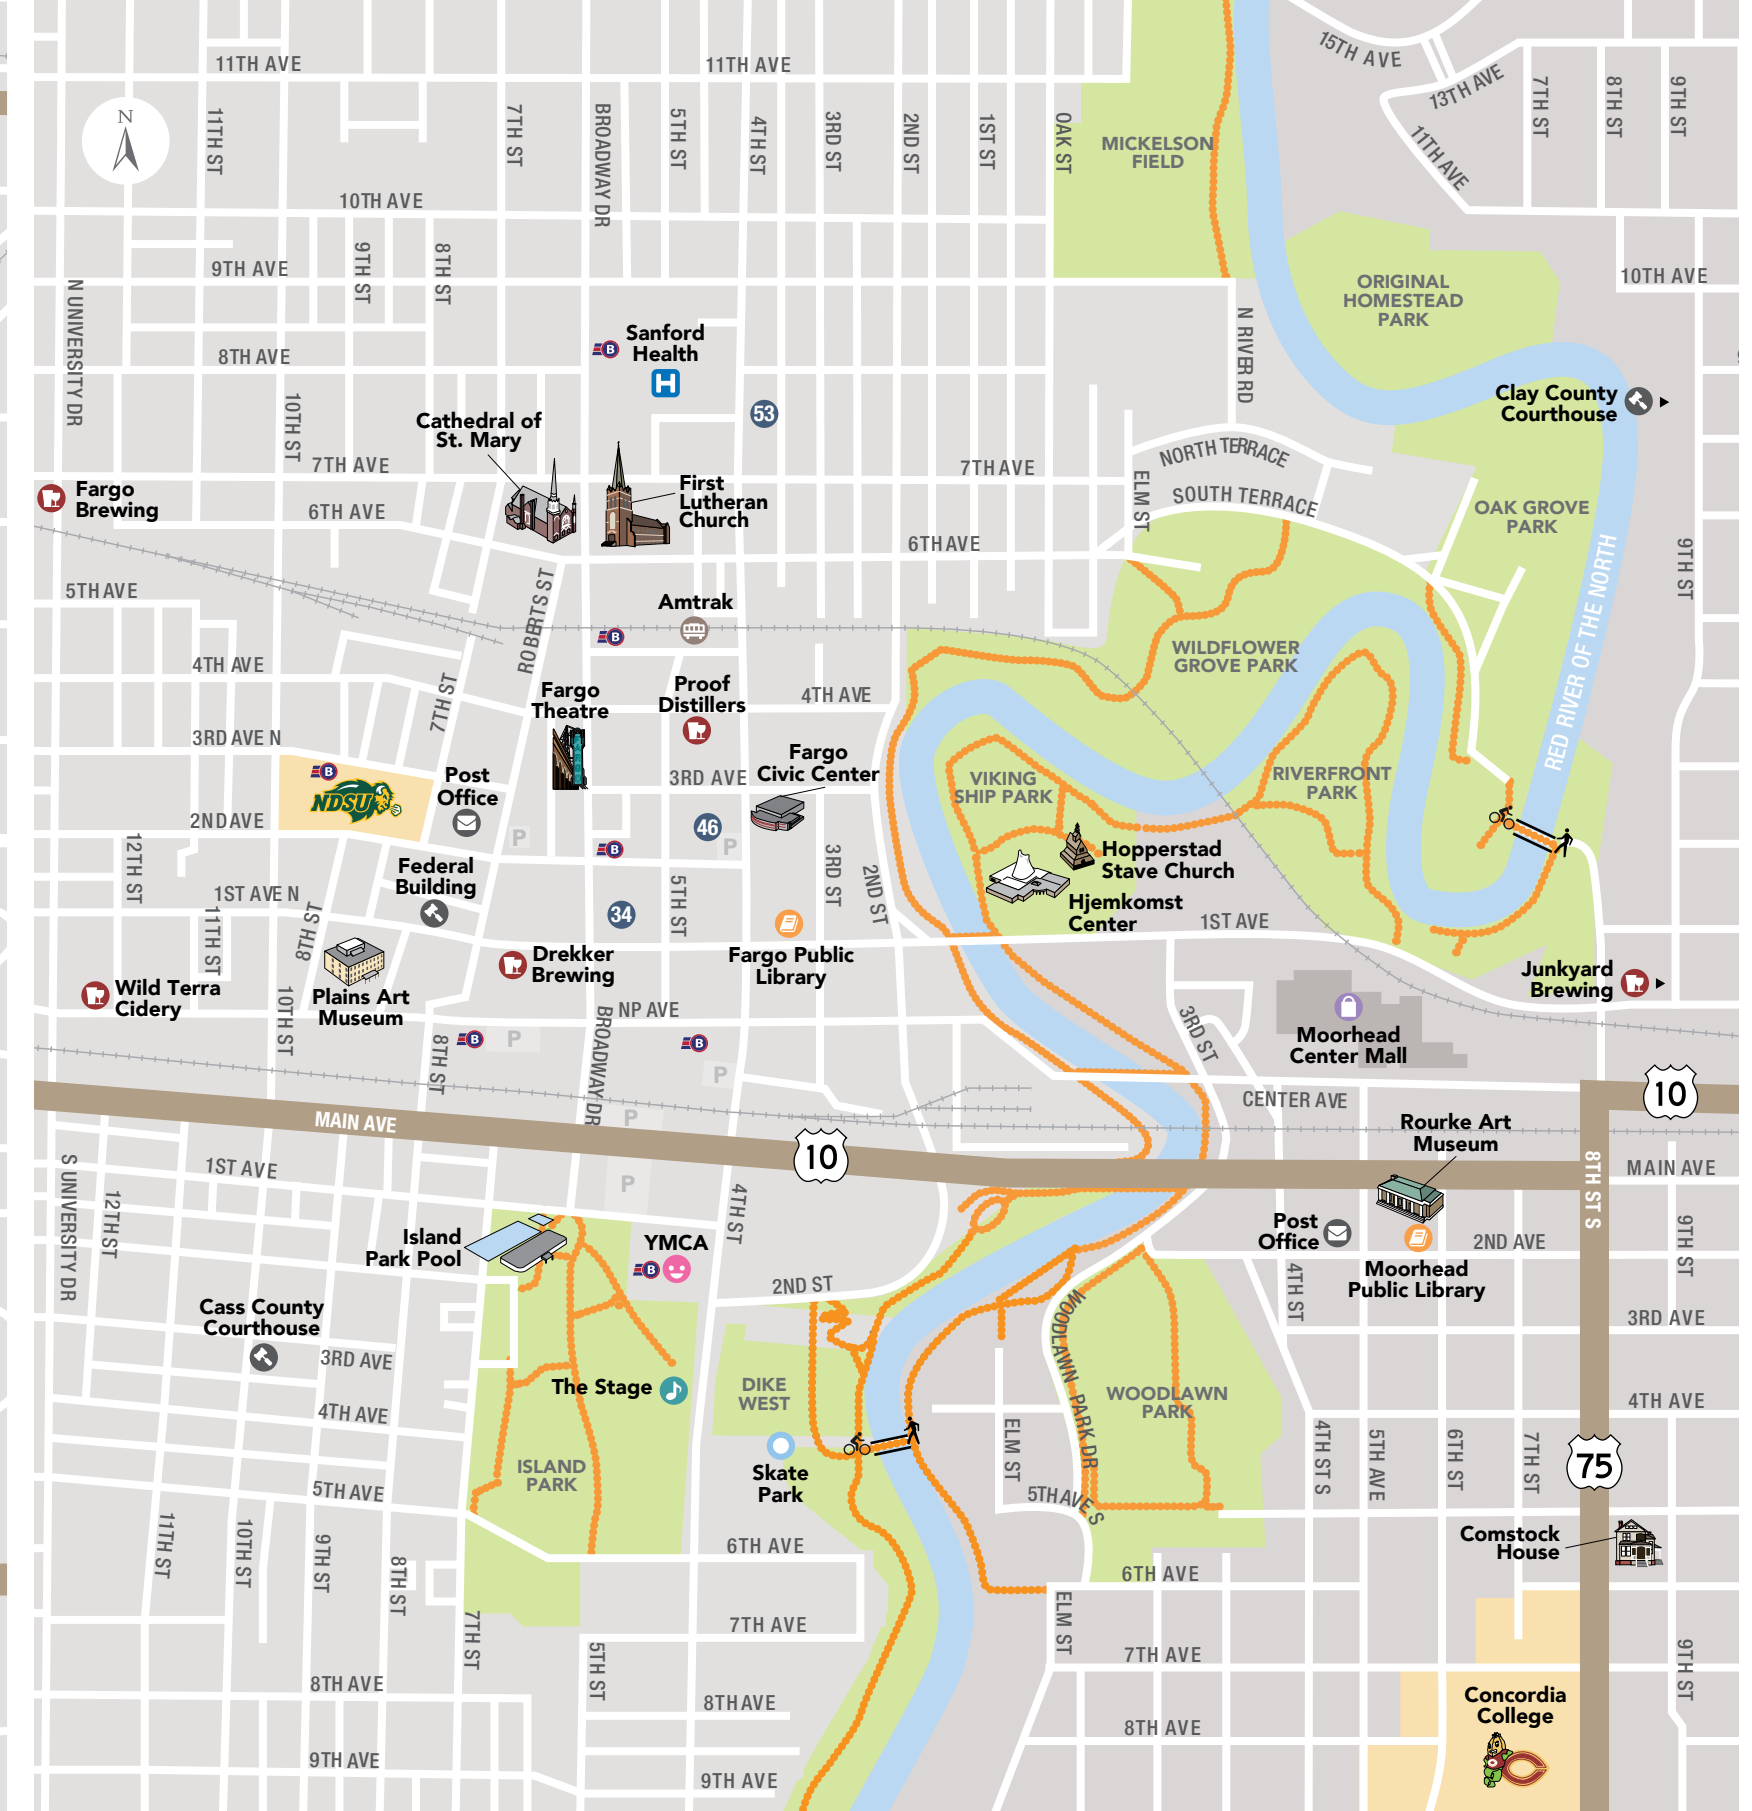 15TH AVE
11TH AVE
11TH AVE
13TH AVE
7TH ST
8TH ST
9TH ST
N
11TH ST
7TH ST
BROADWAY DR
5TH ST
4TH ST
3RD ST
2ND ST
1ST ST
OAK ST
MICKELSON
FIELD
11TH AVE
10TH AVE
9TH AVE
9TH ST
8TH ST
10TH AVE
ORIGINAL
HOMESTEAD
PARK
N UNIVERSITY DR
N RIVER RD
Sanford
Health
B
H
8TH AVE
10TH ST
53
Clay County
Courthouse
Cathedral of
St. Mary
7TH AVE
7TH AVE
NORTH TERRACE
SOUTH TERRACE
ELM ST
First
Lutheran
Church
Fargo
Brewing
6TH AVE
6TH AVE
OAK GROVE
PARK
RED RIVER OF THE NORTH
9TH ST
5TH AVE
ROBERTS ST
Amtrak
B
4TH AVE
WILDFLOWER
GROVE PARK
7TH ST
Fargo
Theatre
Proof
Distillers
4TH AVE
3RD AVE N
B
NDSU
Post
Office
3RD AVE
Fargo
Civic Center
VIKING
SHIP PARK
RIVERFRONT
PARK
2ND AVE
P
46
P
B
12TH ST
Federal
Building
3RD ST
2ND ST
5TH ST
Hopperstad
Stave Church
Hjemkomst
Center
1ST AVE N
11TH ST
8TH ST
34
1ST AVE
Fargo Public
Library
Drekker
Brewing
Plains Art
Museum
Wild Terra
Cidery
10TH ST
BROADWAY DR
NP AVE
Junkyard
Brewing
3RD ST
Moorhead
Center Mall
8TH ST
B
P
B
P
P
CENTER AVE
10
MAIN AVE
10
Rourke Art
Museum
8TH ST S
MAIN AVE
1ST AVE
S UNIVERSITY DR
12TH ST
P
4TH ST
Island
Park Pool
YMCA
B
Post
Office
2ND AVE
Moorhead
Public Library
4TH ST
9TH ST
2ND ST
Cass County
Courthouse
3RD AVE
3RD AVE
WOODLAWN PARK DR
The Stage
DIKE
WEST
WOODLAWN
PARK
4TH AVE
4TH AVE
ISLAND
PARK
Skate
Park
ELM ST
4TH ST S
5TH AVE
6TH ST
7TH ST
75
5TH AVE
5TH AVE S
11TH ST
10TH ST
9TH ST
8TH ST
6TH AVE
6TH AVE
Comstock
House
7TH ST
5TH ST
7TH AVE
ELM ST
7TH AVE
9TH ST
8TH AVE
8TH AVE
8TH AVE
Concordia
College
C
9TH AVE
9TH AVE